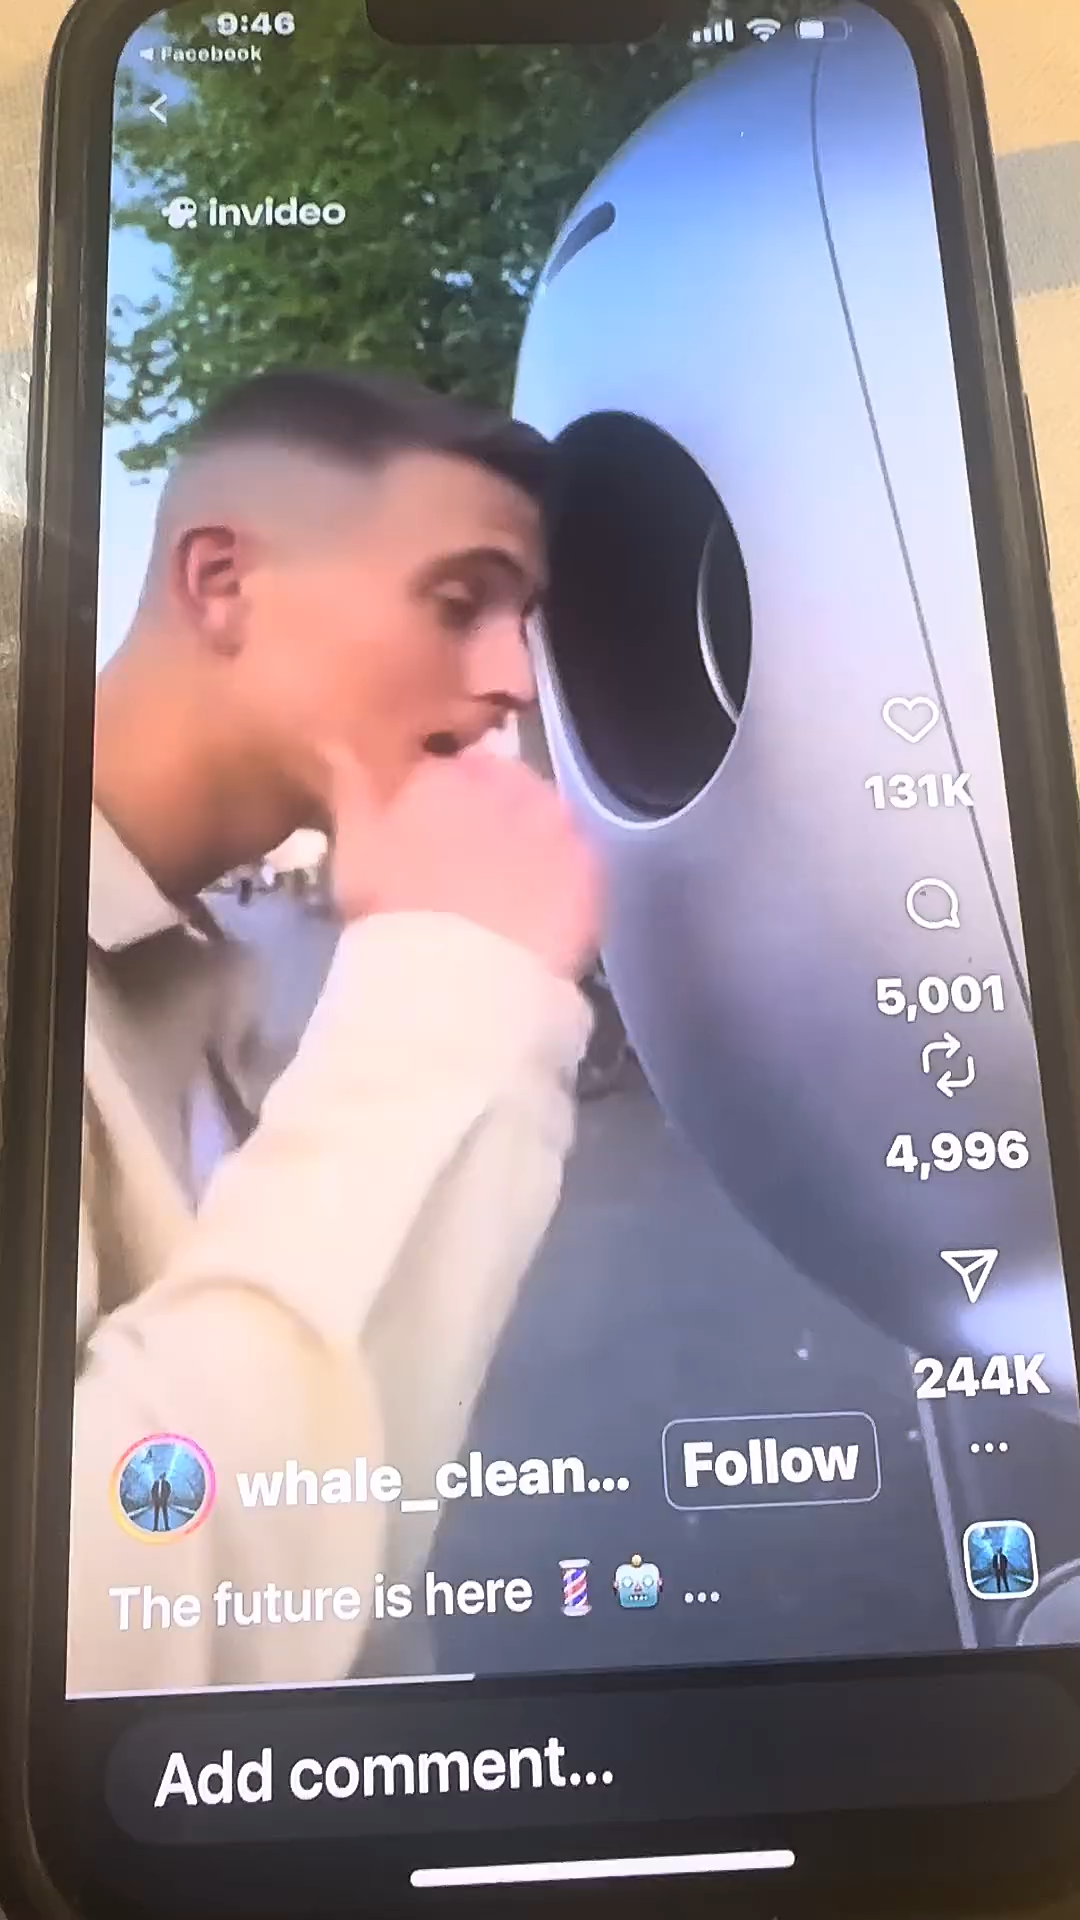 9:46
Facebook
invideo
131K
5,001
4,996
244K
whale_clean...
Follow
The future is here ...
Add comment...